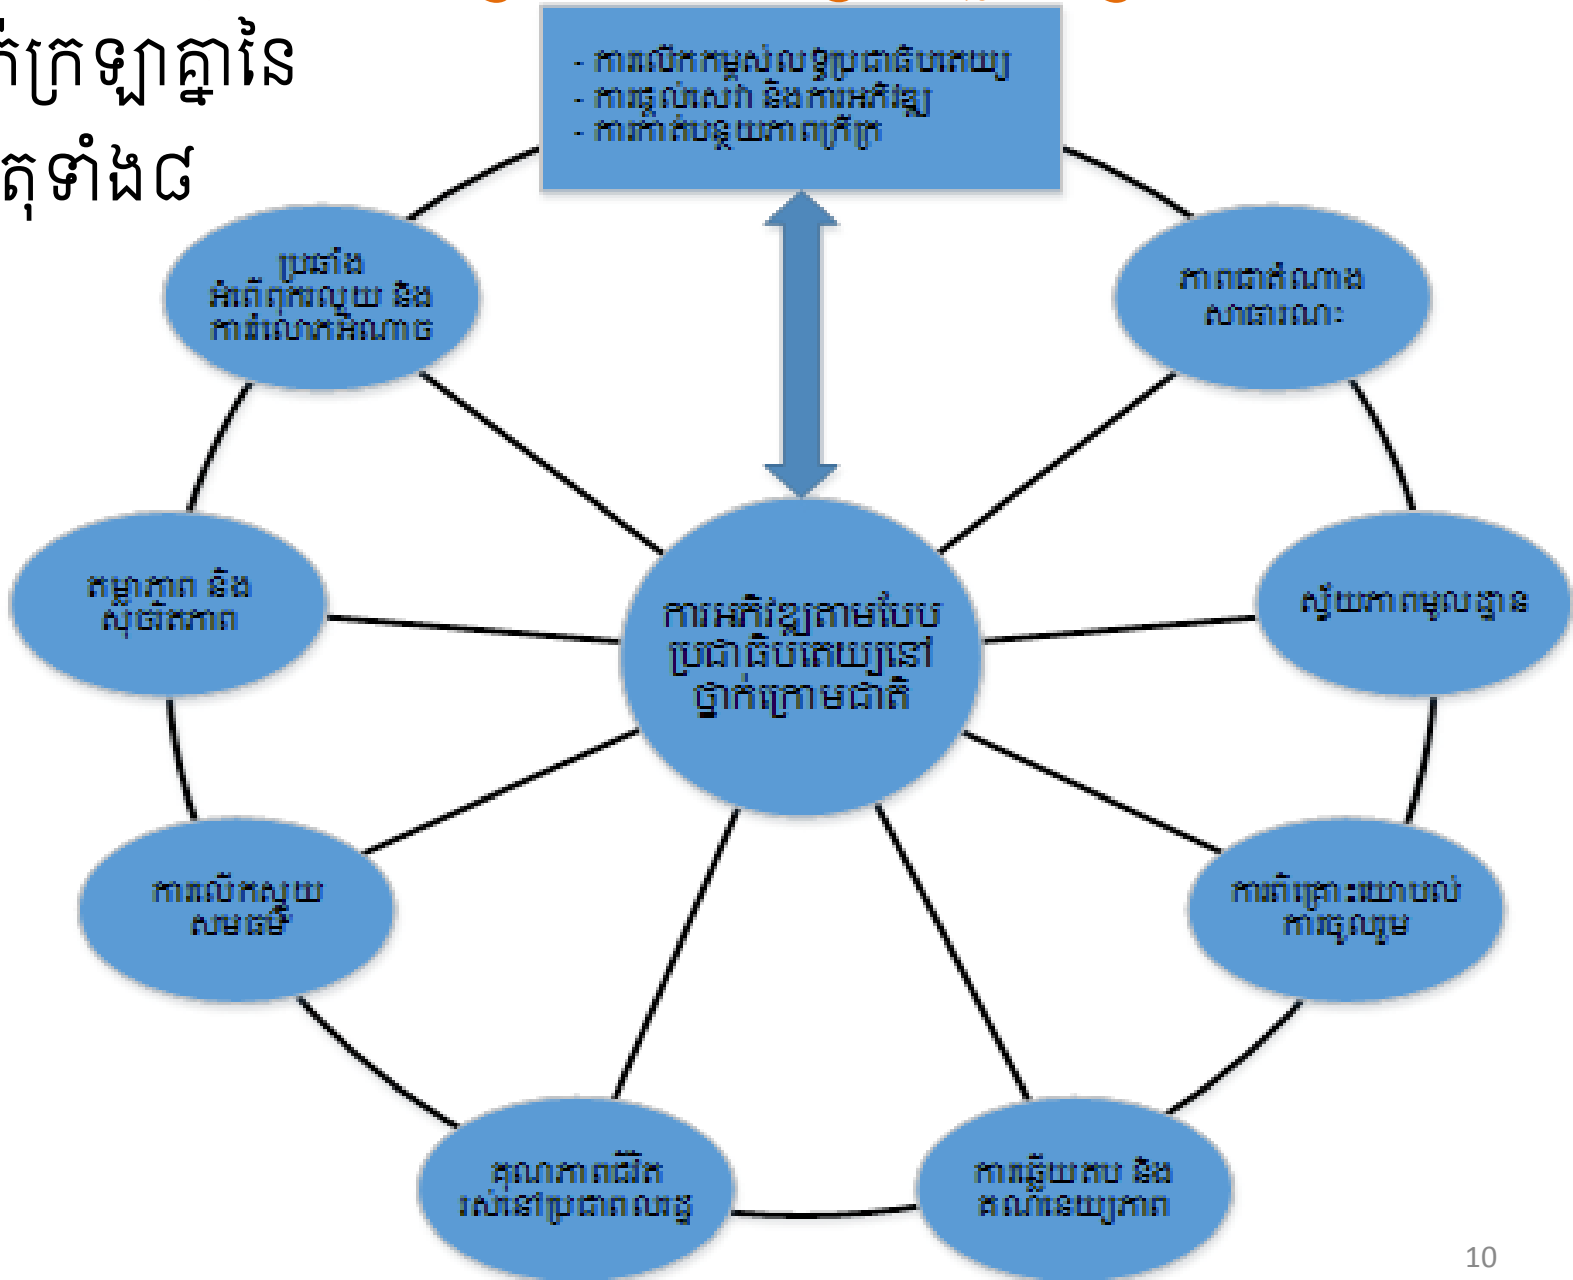 ក់ក្រឡាគ្នានៃ
តុទាំង៨
- ការលើកកម្ពស់លទ្ធិប្រជាធិបតេយ្យ
- ការផ្តល់សេវា និងការអភិវឌ្ឍ
- ការកាត់បន្ថយភាពក្រីក្រ
ប្រឆាំង
អំពើពុករលួយ និង
ការរំលោភអំណាច
ភាពជាតំណាង
សាធារណៈ
តម្លាភាព និង
សុចរិតភាព
ការអភិវឌ្ឍតាមបែប
ប្រជាធិបតេយ្យនៅ
ថ្នាក់ក្រោមជាតិ
ស្វ័យភាពមូលដ្ឋាន
ការលើកស្ទួយ
សមធម៌
ការពិគ្រោះយោបល់
ការចូលរួម
គុណភាពជីវិត
រស់នៅប្រជាពលរដ្ឋ
ការឆ្លើយតប និង
គណនេយ្យភាព
10